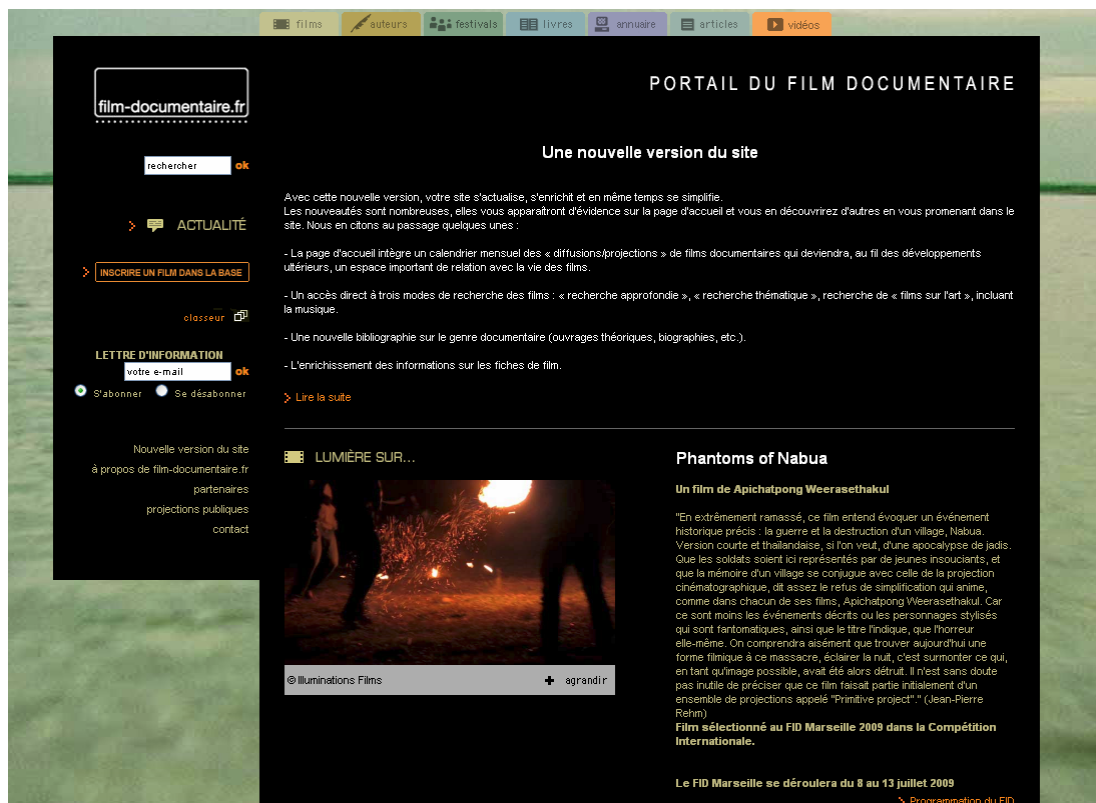 films
auteurs
festivals
livres
annuaire
articles
vidéos
film-documentaire.fr
PORTAIL DU FILM DOCUMENTAIRE
rechercher ok
ACTUALITÉ
INSCRIRE UN FILM DANS LA BASE
classeur
LETTRE D'INFORMATION
votre e-mail ok
S'abonner Se désabonner
Nouvelle version du site
à propos de film-documentaire.fr
partenaires
projections publiques
contact
Une nouvelle version du site
Avec cette nouvelle version, votre site s'actualise, s'enrichit et en même temps se simplifie.
Les nouveautés sont nombreuses, elles vous apparaîtront d'évidence sur la page d'accueil et vous en découvrirez d'autres en vous promenant dans le
site. Nous en citons au passage quelques unes :
- La page d'accueil intègre un calendrier mensuel des « diffusions/projections » de films documentaires qui deviendra, au fil des développements
ultérieurs, un espace important de relation avec la vie des films.
- Un accès direct à trois modes de recherche des films : « recherche approfondie », « recherche thématique », recherche de « films sur l'art », incluant
la musique.
- Une nouvelle bibliographie sur le genre documentaire (ouvrages théoriques, biographies, etc.).
- L'enrichissement des informations sur les fiches de film.
Lire la suite
LUMIÈRE SUR...
© Illuminations Films
agrandir
Phantoms of Nabua
Un film de Apichatpong Weerasethakul
"En extrêmement ramassé, ce film entend évoquer un événement
historique précis : la guerre et la destruction d'un village, Nabua.
Version courte et thaïlandaise, si l'on veut, d'une apocalypse de jadis.
Que les soldats soient ici représentés par de jeunes insouciants, et
que la mémoire d'un village se conjugue avec celle de la projection
cinématographique, dit assez le refus de simplification qui anime,
comme dans chacun de ses films, Apichatpong Weerasethakul. Car
ce sont moins les événements décrits ou les personnages stylisés
qui sont fantomatiques, ainsi que le titre l'indique, que l'horreur
elle-même. On comprendra aisément que trouver aujourd'hui une
forme filmique à ce massacre, éclairer la nuit, c'est surmonter ce qui,
en tant qu'image possible, avait été alors détruit. Il n'est sans doute
pas inutile de préciser que ce film faisait partie initialement d'un
ensemble de projections appelé "Primitive project"." (Jean-Pierre
Rehm)
Film sélectionné au FID Marseille 2009 dans la Compétition
Internationale.
Le FID Marseille se déroulera du 8 au 13 juillet 2009
Programmation du FID